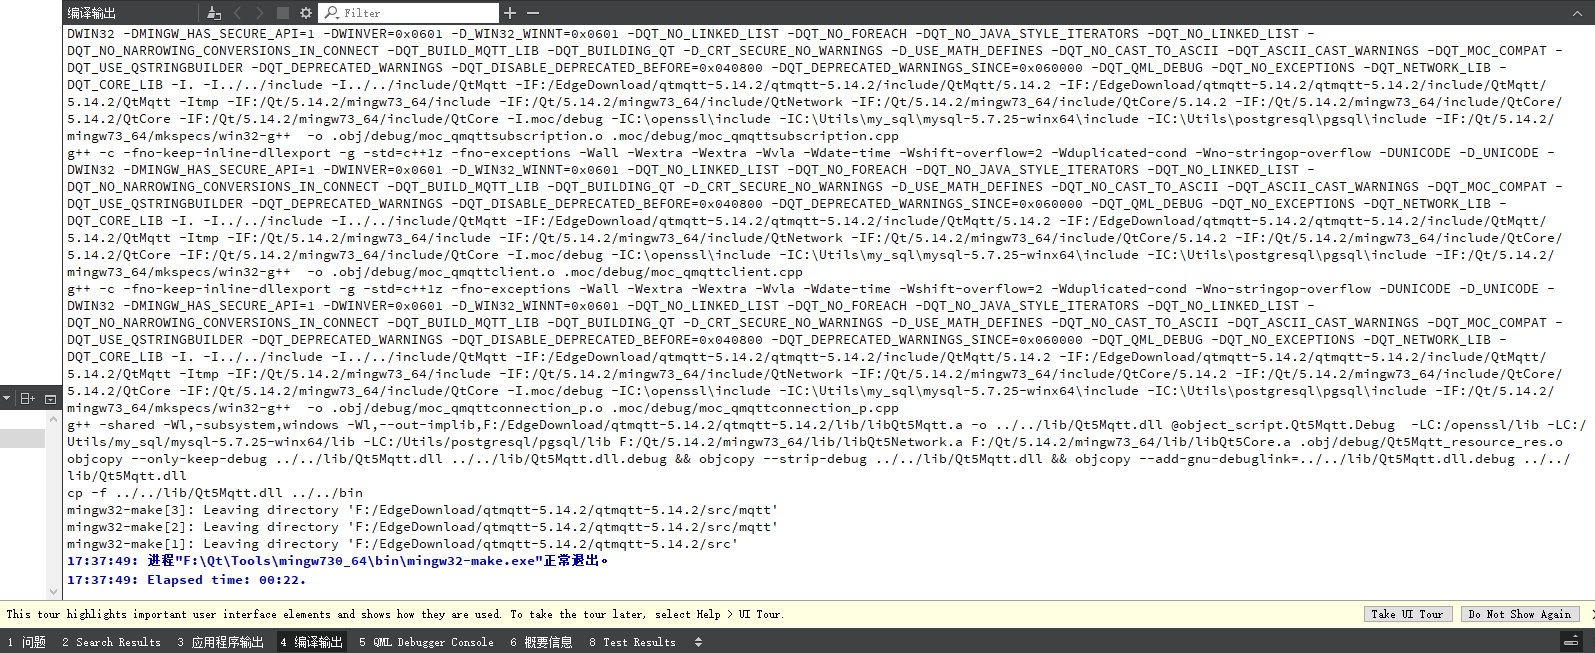 编译输出 Filter
DWIN32 -DMINGW_HAS_SECURE_API=1 -DWINVER=0x0601 -D_WIN32_WINNT=0x0601 -DQT_NO_LINKED_LIST -DQT_NO_FOREACH -DQT_NO_JAVA_STYLE_ITERATORS -DQT_NO_LINKED_LIST -
DQT_NO_NARROWING_CONVERSIONS_IN_CONNECT -DQT_BUILD_MQTT_LIB -DQT_BUILDING_QT -D_CRT_SECURE_NO_WARNINGS -D_USE_MATH_DEFINES -DQT_NO_CAST_TO_ASCII -DQT_ASCII_CAST_WARNINGS -DQT_MOC_COMPAT -
DQT_USE_QSTRINGBUILDER -DQT_DEPRECATED_WARNINGS -DQT_DISABLE_DEPRECATED_BEFORE=0x040800 -DQT_DEPRECATED_WARNINGS_SINCE=0x060000 -DQT_QML_DEBUG -DQT_NO_EXCEPTIONS -DQT_NETWORK_LIB -
DQT_CORE_LIB -I. -I../../include -I../../include/QtMqtt -IF:/EdgeDownload/qtmqtt-5.14.2/qtmqtt-5.14.2/include/QtMqtt/5.14.2 -IF:/EdgeDownload/qtmqtt-5.14.2/qtmqtt-5.14.2/include/QtMqtt/
5.14.2/QtMqtt -Itmp -IF:/Qt/5.14.2/mingw73_64/include -IF:/Qt/5.14.2/mingw73_64/include/QtNetwork -IF:/Qt/5.14.2/mingw73_64/include/QtCore/5.14.2 -IF:/Qt/5.14.2/mingw73_64/include/QtCore/
5.14.2/QtCore -IF:/Qt/5.14.2/mingw73_64/include/QtCore -I.moc/debug -IC:\openssl\include -IC:\Utils\my_sql\mysql-5.7.25-winx64\include -IC:\Utils\postgresql\pgsql\include -IF:/Qt/5.14.2/
mingw73_64/mkspecs/win32-g++  -o .obj/debug/moc_qmqttsubscription.o .moc/debug/moc_qmqttsubscription.cpp
g++ -c -fno-keep-inline-dllexport -g -std=c++1z -fno-exceptions -Wall -Wextra -Wextra -Wvla -Wdate-time -Wshift-overflow=2 -Wduplicated-cond -Wno-stringop-overflow -DUNICODE -D_UNICODE -
DWIN32 -DMINGW_HAS_SECURE_API=1 -DWINVER=0x0601 -D_WIN32_WINNT=0x0601 -DQT_NO_LINKED_LIST -DQT_NO_FOREACH -DQT_NO_JAVA_STYLE_ITERATORS -DQT_NO_LINKED_LIST -
DQT_NO_NARROWING_CONVERSIONS_IN_CONNECT -DQT_BUILD_MQTT_LIB -DQT_BUILDING_QT -D_CRT_SECURE_NO_WARNINGS -D_USE_MATH_DEFINES -DQT_NO_CAST_TO_ASCII -DQT_ASCII_CAST_WARNINGS -DQT_MOC_COMPAT -
DQT_USE_QSTRINGBUILDER -DQT_DEPRECATED_WARNINGS -DQT_DISABLE_DEPRECATED_BEFORE=0x040800 -DQT_DEPRECATED_WARNINGS_SINCE=0x060000 -DQT_QML_DEBUG -DQT_NO_EXCEPTIONS -DQT_NETWORK_LIB -
DQT_CORE_LIB -I. -I../../include -I../../include/QtMqtt -IF:/EdgeDownload/qtmqtt-5.14.2/qtmqtt-5.14.2/include/QtMqtt/5.14.2 -IF:/EdgeDownload/qtmqtt-5.14.2/qtmqtt-5.14.2/include/QtMqtt/
5.14.2/QtMqtt -Itmp -IF:/Qt/5.14.2/mingw73_64/include -IF:/Qt/5.14.2/mingw73_64/include/QtNetwork -IF:/Qt/5.14.2/mingw73_64/include/QtCore/5.14.2 -IF:/Qt/5.14.2/mingw73_64/include/QtCore/
5.14.2/QtCore -IF:/Qt/5.14.2/mingw73_64/include/QtCore -I.moc/debug -IC:\openssl\include -IC:\Utils\my_sql\mysql-5.7.25-winx64\include -IC:\Utils\postgresql\pgsql\include -IF:/Qt/5.14.2/
mingw73_64/mkspecs/win32-g++  -o .obj/debug/moc_qmqttclient.o .moc/debug/moc_qmqttclient.cpp
g++ -c -fno-keep-inline-dllexport -g -std=c++1z -fno-exceptions -Wall -Wextra -Wextra -Wvla -Wdate-time -Wshift-overflow=2 -Wduplicated-cond -Wno-stringop-overflow -DUNICODE -D_UNICODE -
DWIN32 -DMINGW_HAS_SECURE_API=1 -DWINVER=0x0601 -D_WIN32_WINNT=0x0601 -DQT_NO_LINKED_LIST -DQT_NO_FOREACH -DQT_NO_JAVA_STYLE_ITERATORS -DQT_NO_LINKED_LIST -
DQT_NO_NARROWING_CONVERSIONS_IN_CONNECT -DQT_BUILD_MQTT_LIB -DQT_BUILDING_QT -D_CRT_SECURE_NO_WARNINGS -D_USE_MATH_DEFINES -DQT_NO_CAST_TO_ASCII -DQT_ASCII_CAST_WARNINGS -DQT_MOC_COMPAT -
DQT_USE_QSTRINGBUILDER -DQT_DEPRECATED_WARNINGS -DQT_DISABLE_DEPRECATED_BEFORE=0x040800 -DQT_DEPRECATED_WARNINGS_SINCE=0x060000 -DQT_QML_DEBUG -DQT_NO_EXCEPTIONS -DQT_NETWORK_LIB -
DQT_CORE_LIB -I. -I../../include -I../../include/QtMqtt -IF:/EdgeDownload/qtmqtt-5.14.2/qtmqtt-5.14.2/include/QtMqtt/5.14.2 -IF:/EdgeDownload/qtmqtt-5.14.2/qtmqtt-5.14.2/include/QtMqtt/
5.14.2/QtMqtt -Itmp -IF:/Qt/5.14.2/mingw73_64/include -IF:/Qt/5.14.2/mingw73_64/include/QtNetwork -IF:/Qt/5.14.2/mingw73_64/include/QtCore/5.14.2 -IF:/Qt/5.14.2/mingw73_64/include/QtCore/
5.14.2/QtCore -IF:/Qt/5.14.2/mingw73_64/include/QtCore -I.moc/debug -IC:\openssl\include -IC:\Utils\my_sql\mysql-5.7.25-winx64\include -IC:\Utils\postgresql\pgsql\include -IF:/Qt/5.14.2/
mingw73_64/mkspecs/win32-g++  -o .obj/debug/moc_qmqttconnection_p.o .moc/debug/moc_qmqttconnection_p.cpp
g++ -shared -Wl,-subsystem,windows -Wl,--out-implib,F:/EdgeDownload/qtmqtt-5.14.2/qtmqtt-5.14.2/lib/libQt5Mqtt.a -o ../../lib/Qt5Mqtt.dll @object_script.Qt5Mqtt.Debug  -LC:/openssl/lib -LC:/
Utils/my_sql/mysql-5.7.25-winx64/lib -LC:/Utils/postgresql/pgsql/lib F:/Qt/5.14.2/mingw73_64/lib/libQt5Network.a F:/Qt/5.14.2/mingw73_64/lib/libQt5Core.a .obj/debug/Qt5Mqtt_resource_res.o
objcopy --only-keep-debug ../../lib/Qt5Mqtt.dll ../../lib/Qt5Mqtt.dll.debug && objcopy --strip-debug ../../lib/Qt5Mqtt.dll && objcopy --add-gnu-debuglink=../../lib/Qt5Mqtt.dll.debug ../../
lib/Qt5Mqtt.dll
cp -f ../../lib/Qt5Mqtt.dll ../../bin
mingw32-make[3]: Leaving directory 'F:/EdgeDownload/qtmqtt-5.14.2/qtmqtt-5.14.2/src/mqtt'
mingw32-make[2]: Leaving directory 'F:/EdgeDownload/qtmqtt-5.14.2/qtmqtt-5.14.2/src/mqtt'
mingw32-make[1]: Leaving directory 'F:/EdgeDownload/qtmqtt-5.14.2/qtmqtt-5.14.2/src'
17:37:49: 进程"F:\Qt\Tools\mingw730_64\bin\mingw32-make.exe"正常退出。
17:37:49: Elapsed time: 00:22.
This tour highlights important user interface elements and shows how they are used. To take the tour later, select Help > UI Tour. Take UI Tour Do Not Show Again
1 问题 2 Search Results 3 应用程序输出 4 编译输出 5 QML Debugger Console 6 概要信息 8 Test Results